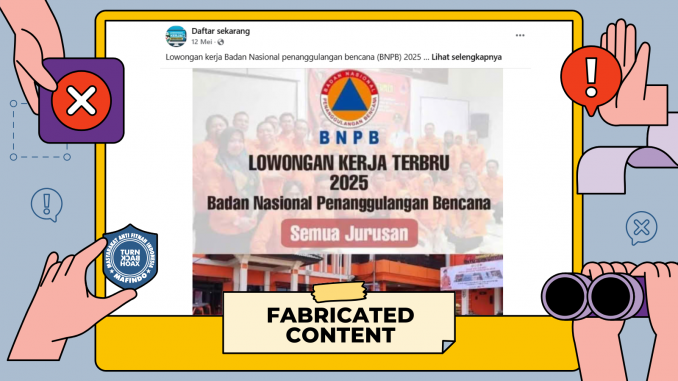 Daftar sekarang
12 Mei
Lowongan kerja Badan Nasional penanggulangan bencana (BNPB) 2025 ... Lihat selengkapnya
BADAN NASIONAL
PENANGGULANGAN BENCANA
BNPB
LOWONGAN KERJA TERBRU
2025
Badan Nasional Penanggulangan Bencana
Semua Jurusan
MASYARAKAT ANTI FITNAH INDONESIA
TURN
BACK
HOAX
MAFINDO
FABRICATED
CONTENT